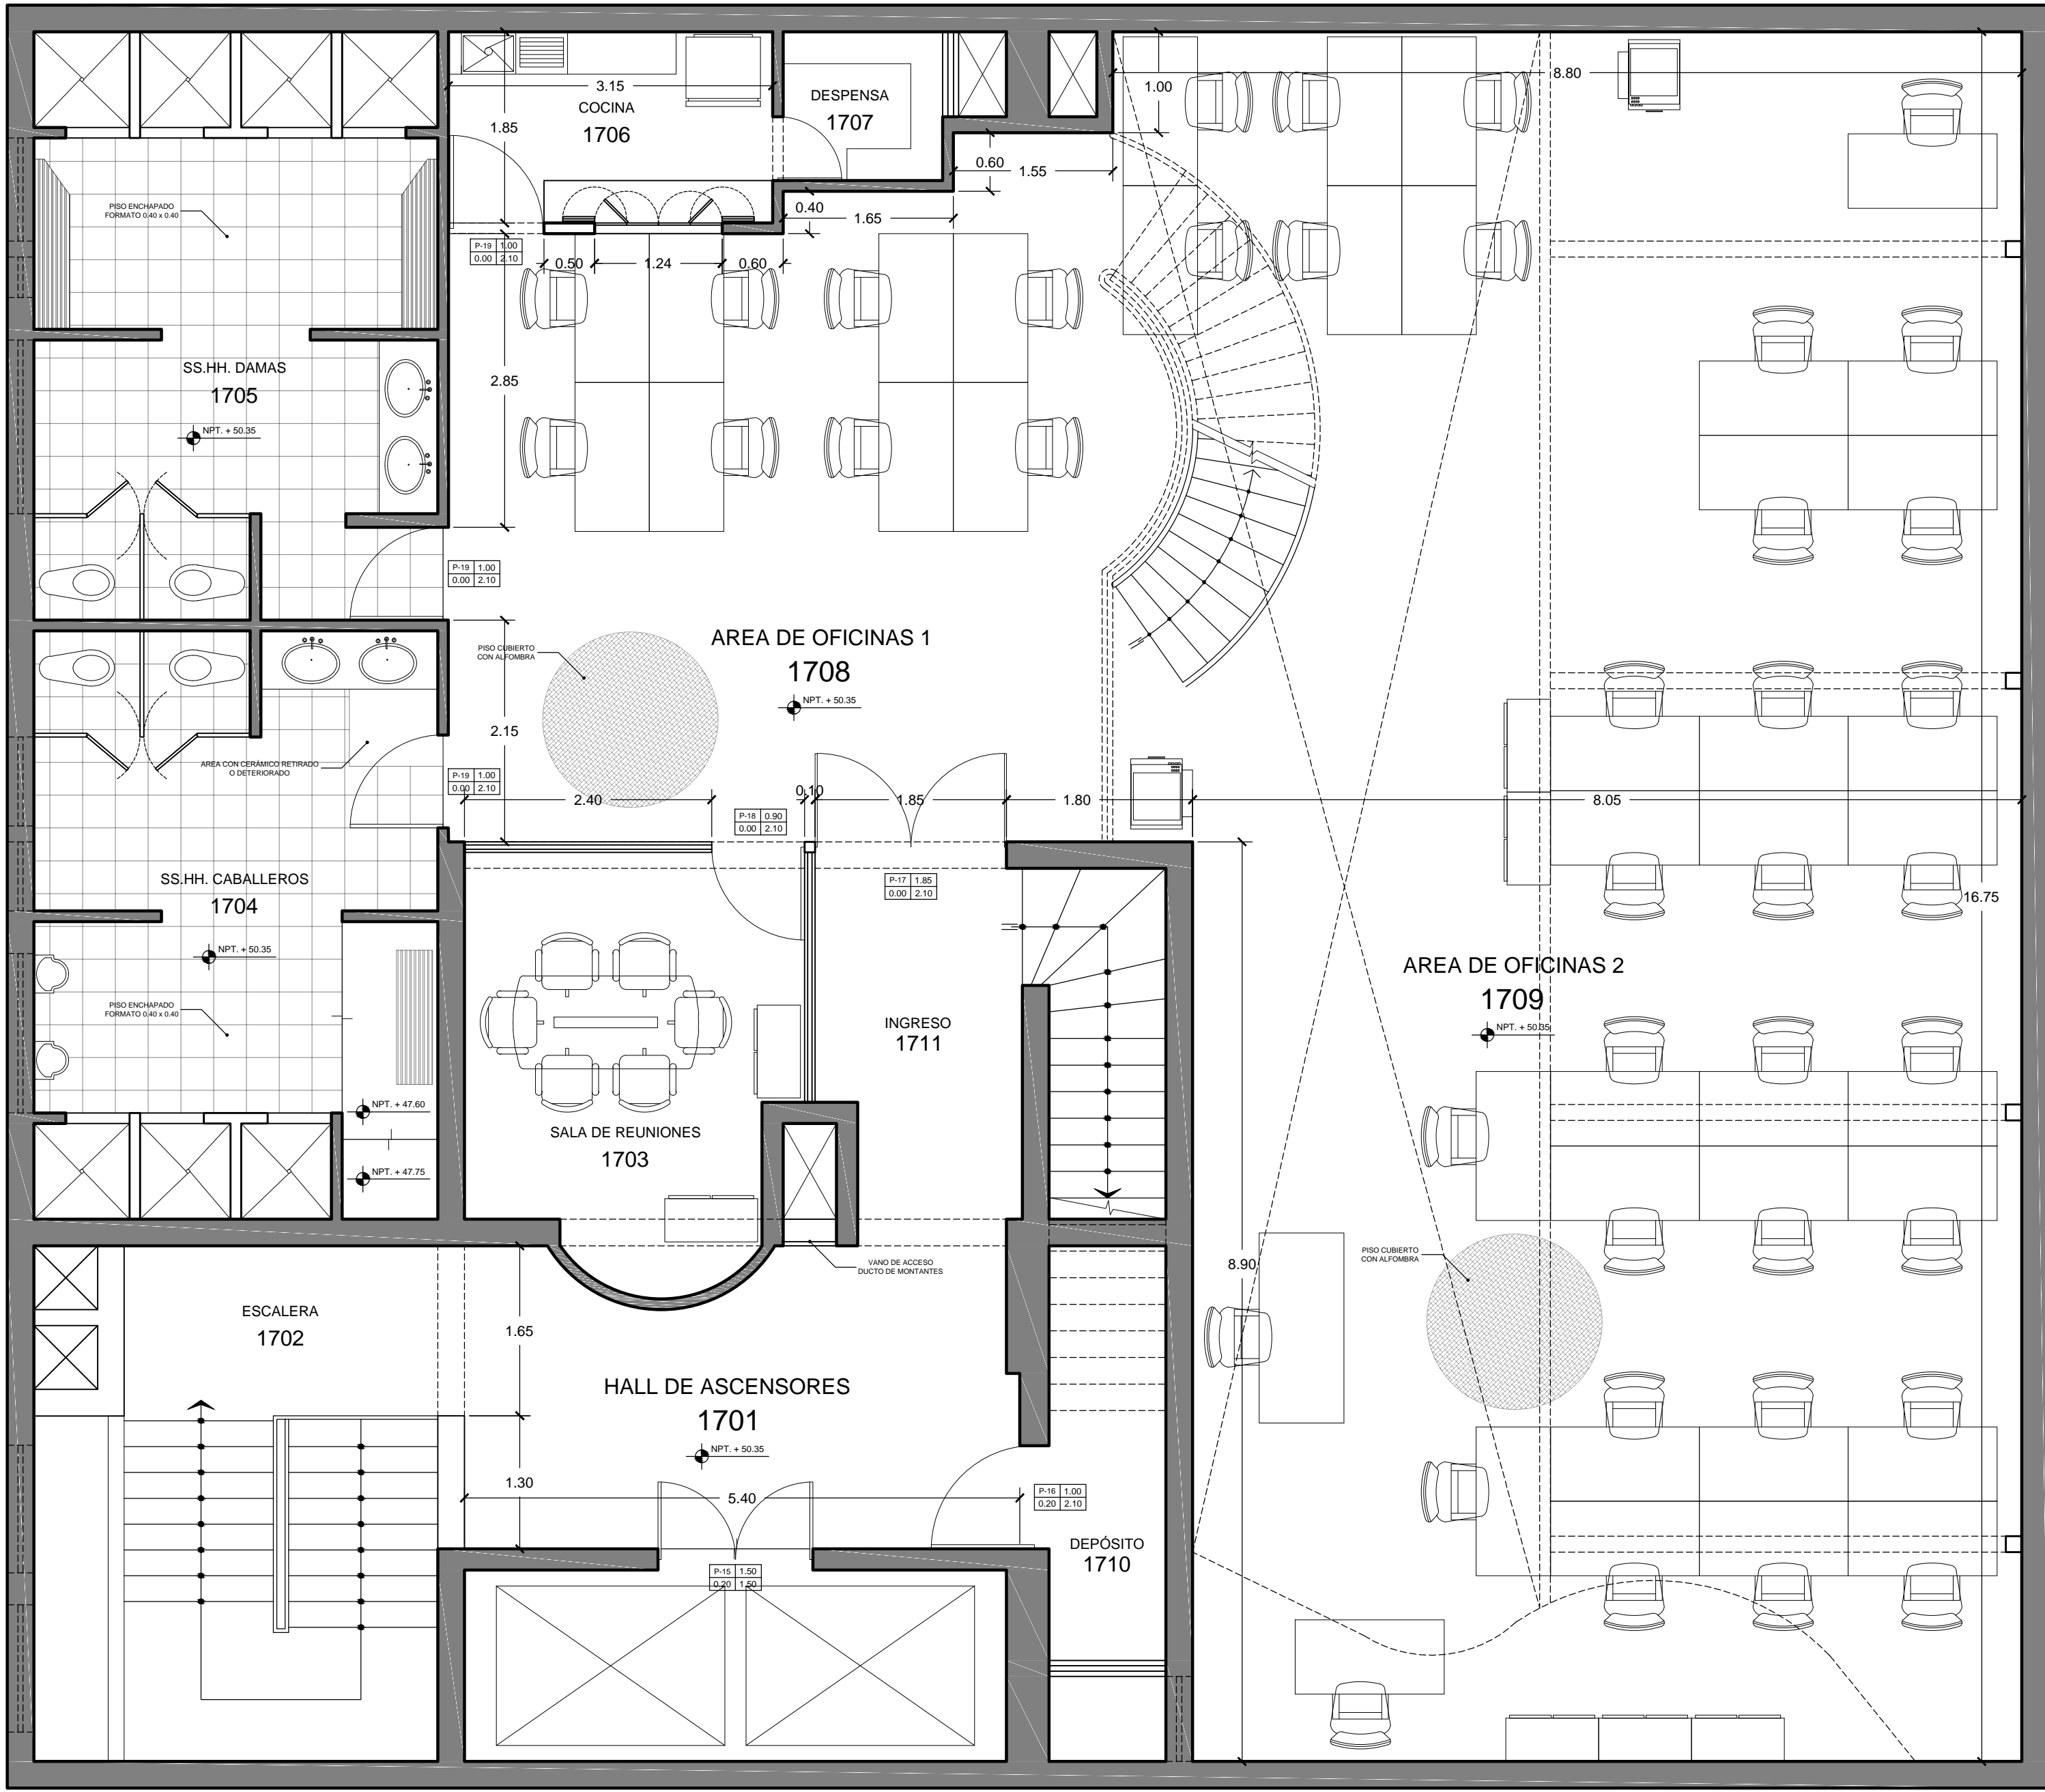 3.15
COCINA
1706
1.85
DESPENSA
1707
1.00
8.80
0.60
1.55
0.40
1.65
PISO ENCHAPADO
FORMATO 0.40 x 0.40
P-19 1.00
0.00 2.10
0.50
1.24
0.60
SS.HH. DAMAS
1705
NPT. + 50.35
2.85
P-19 1.00
0.00 2.10
PISO CUBIERTO
CON ALFOMBRA
AREA DE OFICINAS 1
1708
NPT. + 50.35
2.15
AREA CON CERÁMICO RETIRADO
O DETERIORADO
P-19 1.00
0.00 2.10
2.40
0.10
1.85
1.80
8.05
P-18 0.90
0.00 2.10
SS.HH. CABALLEROS
1704
NPT. + 50.35
P-17 1.85
0.00 2.10
16.75
AREA DE OFICINAS 2
1709
NPT. + 50.35
PISO ENCHAPADO
FORMATO 0.40 x 0.40
INGRESO
1711
NPT. + 47.60
NPT. + 47.75
SALA DE REUNIONES
1703
VANO DE ACCESO
DUCTO DE MONTANTES
8.90
PISO CUBIERTO
CON ALFOMBRA
ESCALERA
1702
1.65
HALL DE ASCENSORES
1701
NPT. + 50.35
1.30
5.40
P-16 1.00
0.20 2.10
DEPÓSITO
1710
P-15 1.50
0.20 1.50